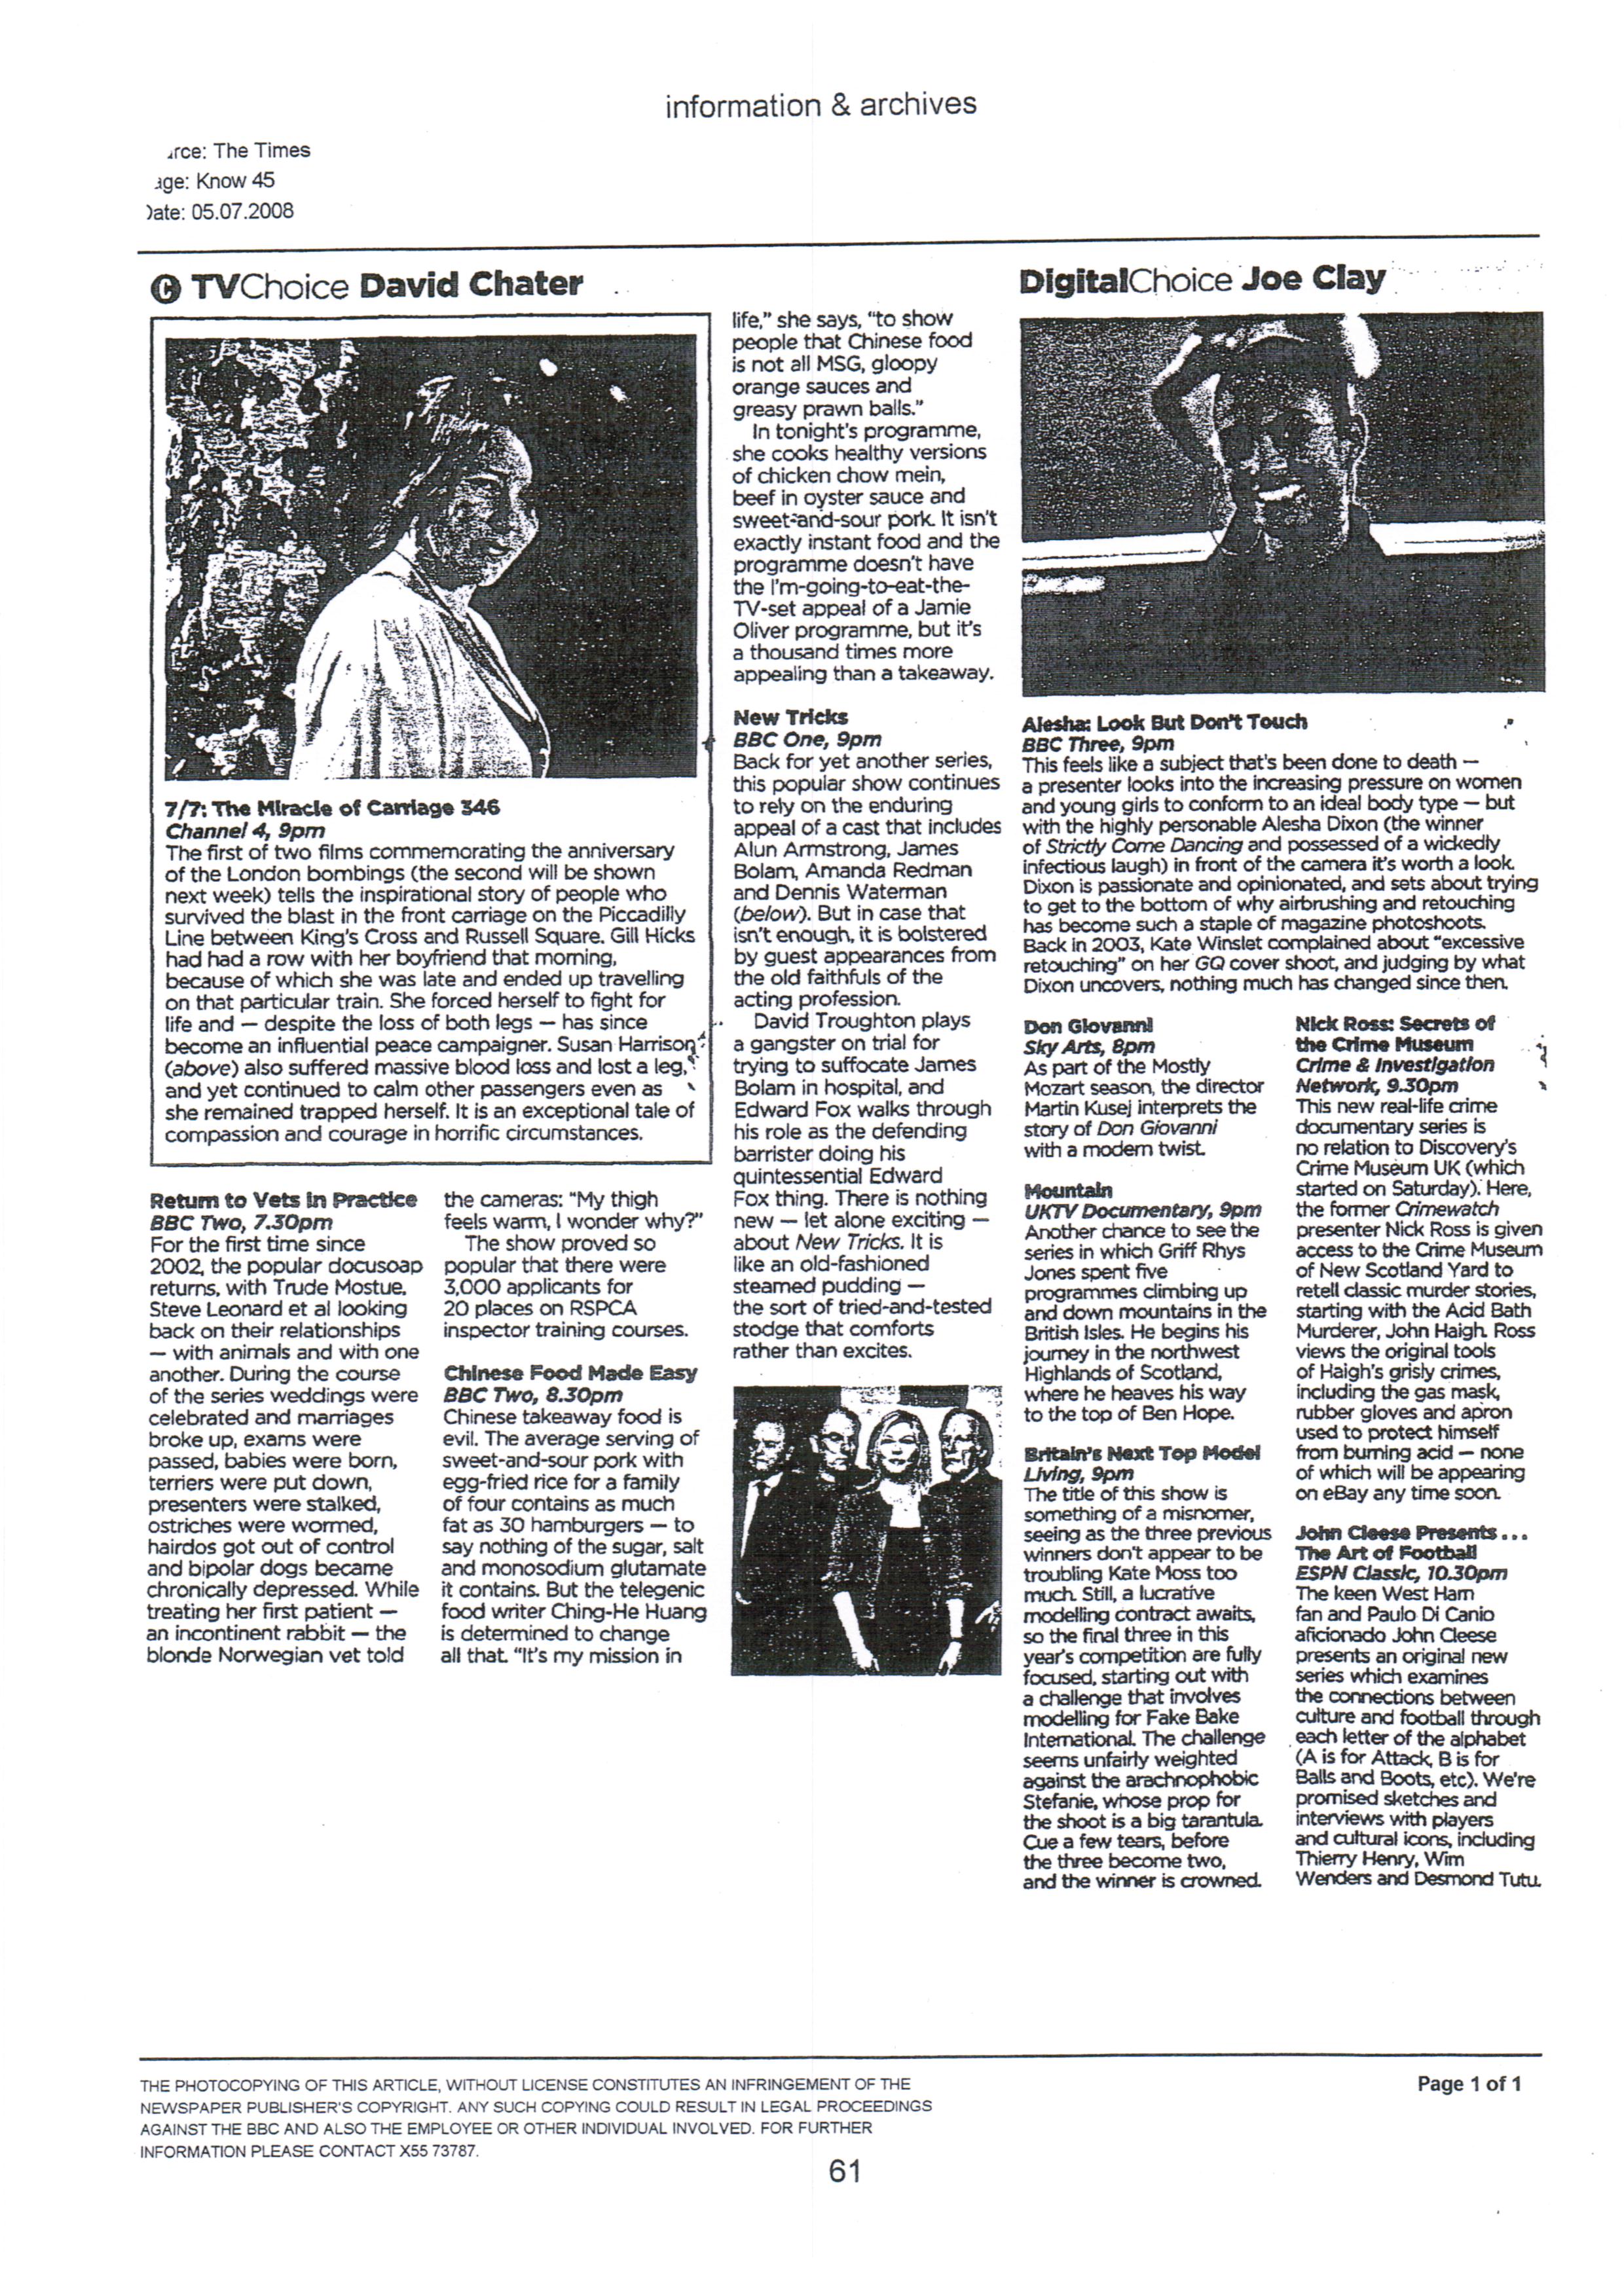 information & archives
rce: The Times
age: Know 45
Date: 05.07.2008
TVChoice David Chater
7/7: The Miracle of Carriage 346
Channel 4, 9pm
The first of two films commemorating the anniversary
of the London bombings (the second will be shown
next week) tells the inspirational story of people who
survived the blast in the front carriage on the Piccadilly
Line between King's Cross and Russell Square. Gill Hicks
had had a row with her boyfriend that morning,
because of which she was late and ended up travelling
on that particular train. She forced herself to fight for
life and — despite the loss of both legs — has since
become an influential peace campaigner. Susan Harrison
(above) also suffered massive blood loss and lost a leg,
and yet continued to calm other passengers even as
she remained trapped herself. It is an exceptional tale of
compassion and courage in horrific circumstances.
Return to Vets in Practice
BBC Two, 7.30pm
For the first time since
2002, the popular docusoap
returns, with Trude Mostue,
Steve Leonard et al looking
back on their relationships
— with animals and with one
another. During the course
of the series weddings were
celebrated and marriages
broke up, exams were
passed, babies were born,
terriers were put down,
presenters were stalked,
ostriches were wormed,
hairdos got out of control
and bipolar dogs became
chronically depressed. While
treating her first patient —
an incontinent rabbit — the
blonde Norwegian vet told
the cameras: "My thigh
feels warm, I wonder why?"
The show proved so
popular that there were
3,000 applicants for
20 places on RSPCA
inspector training courses.
Chinese Food Made Easy
BBC Two, 8.30pm
Chinese takeaway food is
evil. The average serving of
sweet-and-sour pork with
egg-fried rice for a family
of four contains as much
fat as 30 hamburgers — to
say nothing of the sugar, salt
and monosodium glutamate
it contains. But the telegenic
food writer Ching-He Huang
is determined to change
all that. "It's my mission in
life," she says, "to show
people that Chinese food
is not all MSG, gloopy
orange sauces and
greasy prawn balls."
In tonight's programme,
she cooks healthy versions
of chicken chow mein,
beef in oyster sauce and
sweet-and-sour pork. It isn't
exactly instant food and the
programme doesn't have
the I'm-going-to-eat-the-
TV-set appeal of a Jamie
Oliver programme, but it's
a thousand times more
appealing than a takeaway.
New Tricks
BBC One, 9pm
Back for yet another series,
this popular show continues
to rely on the enduring
appeal of a cast that includes
Alun Armstrong, James
Bolam, Amanda Redman
and Dennis Waterman
(below). But in case that
isn't enough, it is bolstered
by guest appearances from
the old faithfuls of the
acting profession.
David Troughton plays
a gangster on trial for
trying to suffocate James
Bolam in hospital, and
Edward Fox walks through
his role as the defending
barrister doing his
quintessential Edward
Fox thing. There is nothing
new — let alone exciting —
about New Tricks. It is
like an old-fashioned
steamed pudding —
the sort of tried-and-tested
stodge that comforts
rather than excites.
DigitalChoice Joe Clay
Alesha: Look But Don't Touch
BBC Three, 9pm
This feels like a subject that's been done to death —
a presenter looks into the increasing pressure on women
and young girls to conform to an ideal body type — but
with the highly personable Alesha Dixon (the winner
of Strictly Come Dancing and possessed of a wickedly
infectious laugh) in front of the camera it's worth a look.
Dixon is passionate and opinionated, and sets about trying
to get to the bottom of why airbrushing and retouching
has become such a staple of magazine photoshoots.
Back in 2003, Kate Winslet complained about "excessive
retouching" on her GQ cover shoot, and judging by what
Dixon uncovers, nothing much has changed since then.
Don Giovanni
Sky Arts, 8pm
As part of the Mostly
Mozart season, the director
Martin Kusej interprets the
story of Don Giovanni
with a modern twist.
Mountain
UKTV Documentary, 9pm
Another chance to see the
series in which Griff Rhys
Jones spent five
programmes climbing up
and down mountains in the
British Isles. He begins his
journey in the northwest
Highlands of Scotland,
where he heaves his way
to the top of Ben Hope.
Britain's Next Top Model
Living, 9pm
The title of this show is
something of a misnomer,
seeing as the three previous
winners don't appear to be
troubling Kate Moss too
much. Still, a lucrative
modelling contract awaits,
so the final three in this
year's competition are fully
focused, starting out with
a challenge that involves
modelling for Fake Bake
International. The challenge
seems unfairly weighted
against the arachnophobic
Stefanie, whose prop for
the shoot is a big tarantula.
Cue a few tears, before
the three become two,
and the winner is crowned.
Nick Ross: Secrets of
the Crime Museum
Crime & Investigation
Network, 9.30pm
This new real-life crime
documentary series is
no relation to Discovery's
Crime Museum UK (which
started on Saturday). Here,
the former Crimewatch
presenter Nick Ross is given
access to the Crime Museum
of New Scotland Yard to
retell classic murder stories,
starting with the Acid Bath
Murderer, John Haigh. Ross
views the original tools
of Haigh's grisly crimes,
including the gas mask,
rubber gloves and apron
used to protect himself
from burning acid — none
of which will be appearing
on eBay any time soon.
John Cleese Presents...
The Art of Football
ESPN Classic, 10.30pm
The keen West Ham
fan and Paulo Di Canio
aficionado John Cleese
presents an original new
series which examines
the connections between
culture and football through
each letter of the alphabet
(A is for Attack, B is for
Balls and Boots, etc). We're
promised sketches and
interviews with players
and cultural icons, including
Thierry Henry, Wim
Wenders and Desmond Tutu.
THE PHOTOCOPYING OF THIS ARTICLE, WITHOUT LICENSE CONSTITUTES AN INFRINGEMENT OF THE
NEWSPAPER PUBLISHER'S COPYRIGHT. ANY SUCH COPYING COULD RESULT IN LEGAL PROCEEDINGS
AGAINST THE BBC AND ALSO THE EMPLOYEE OR OTHER INDIVIDUAL INVOLVED. FOR FURTHER
INFORMATION PLEASE CONTACT X55 73787.
Page 1 of 1
61